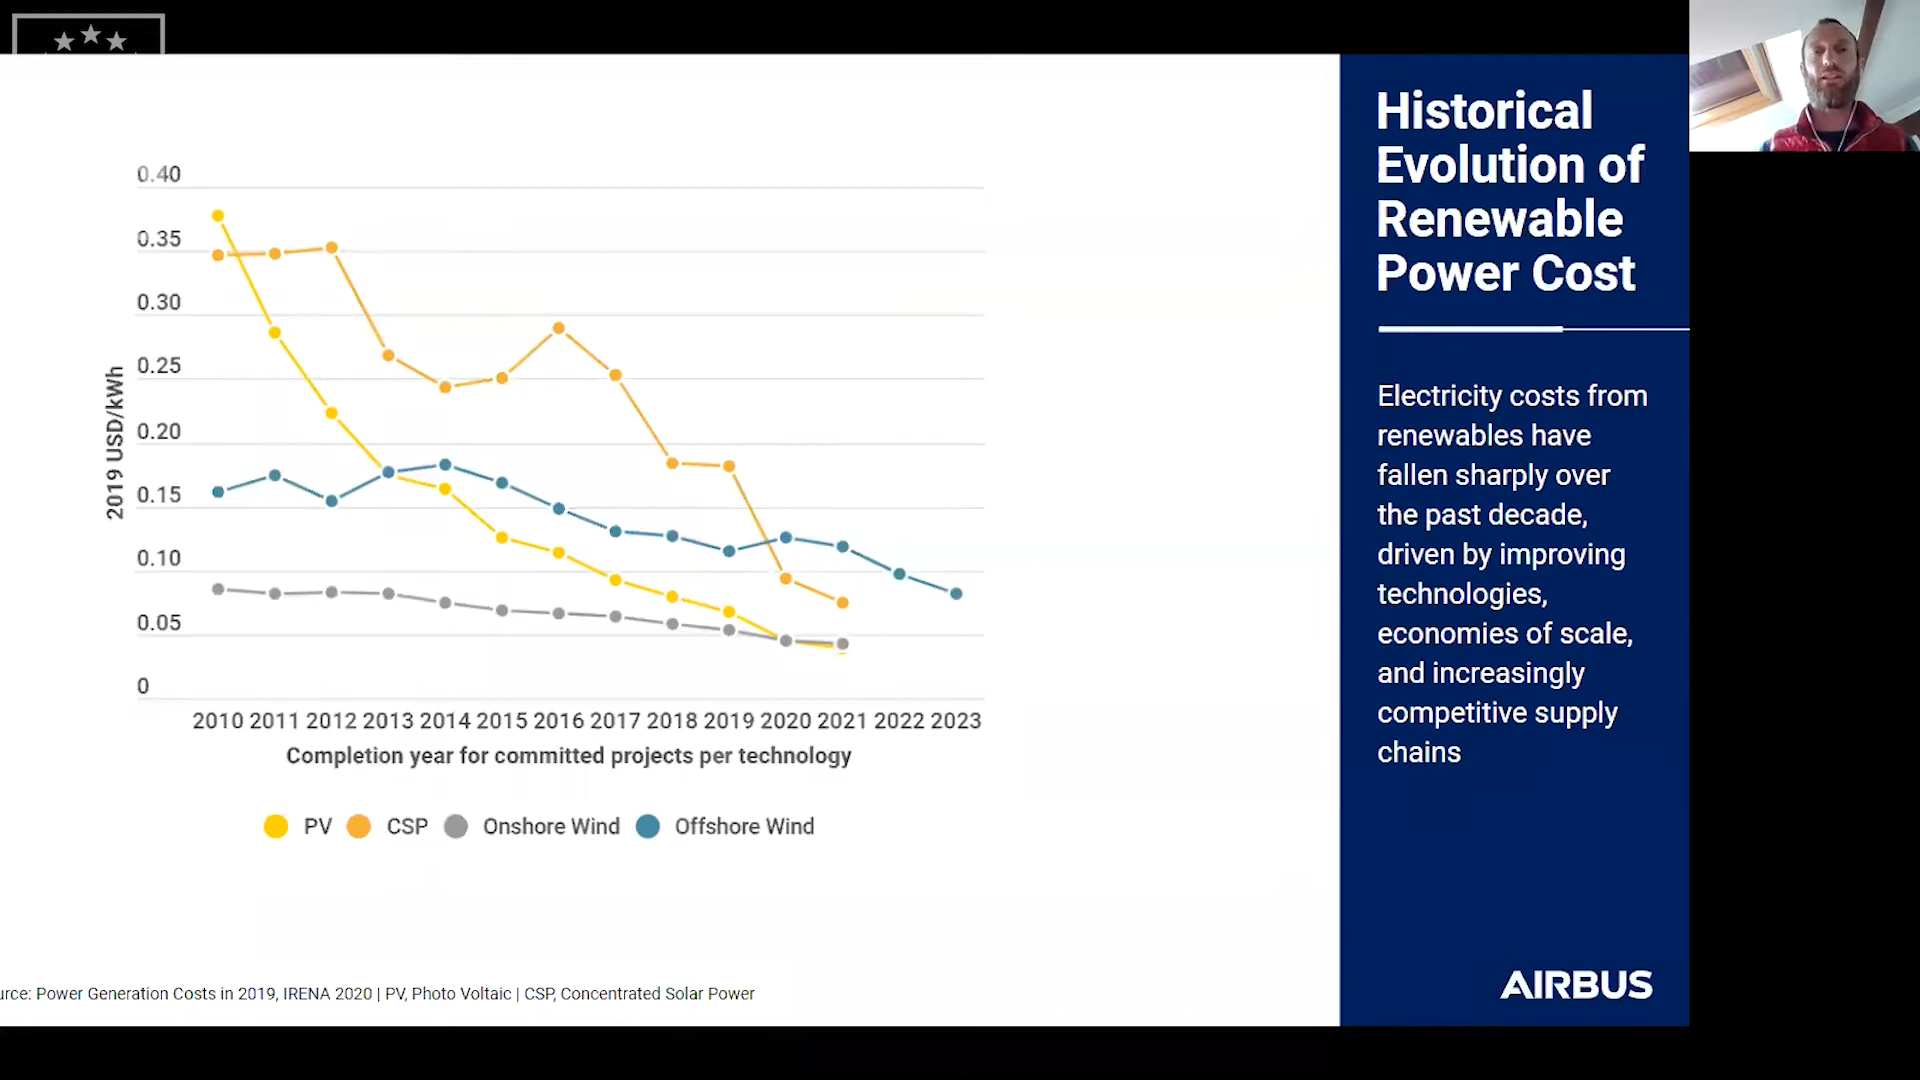 Historical
Evolution of
Renewable
Power Cost
Electricity costs from
renewables have
fallen sharply over
the past decade,
driven by improving
technologies,
economies of scale,
and increasingly
competitive supply
chains
AIRBUS
2019 USD/kWh
0.40
0.35
0.30
0.25
0.20
0.15
0.10
0.05
0
2010 2011 2012 2013 2014 2015 2016 2017 2018 2019 2020 2021 2022 2023
Completion year for committed projects per technology
PV CSP Onshore Wind Offshore Wind
urce: Power Generation Costs in 2019, IRENA 2020 | PV, Photo Voltaic | CSP, Concentrated Solar Power